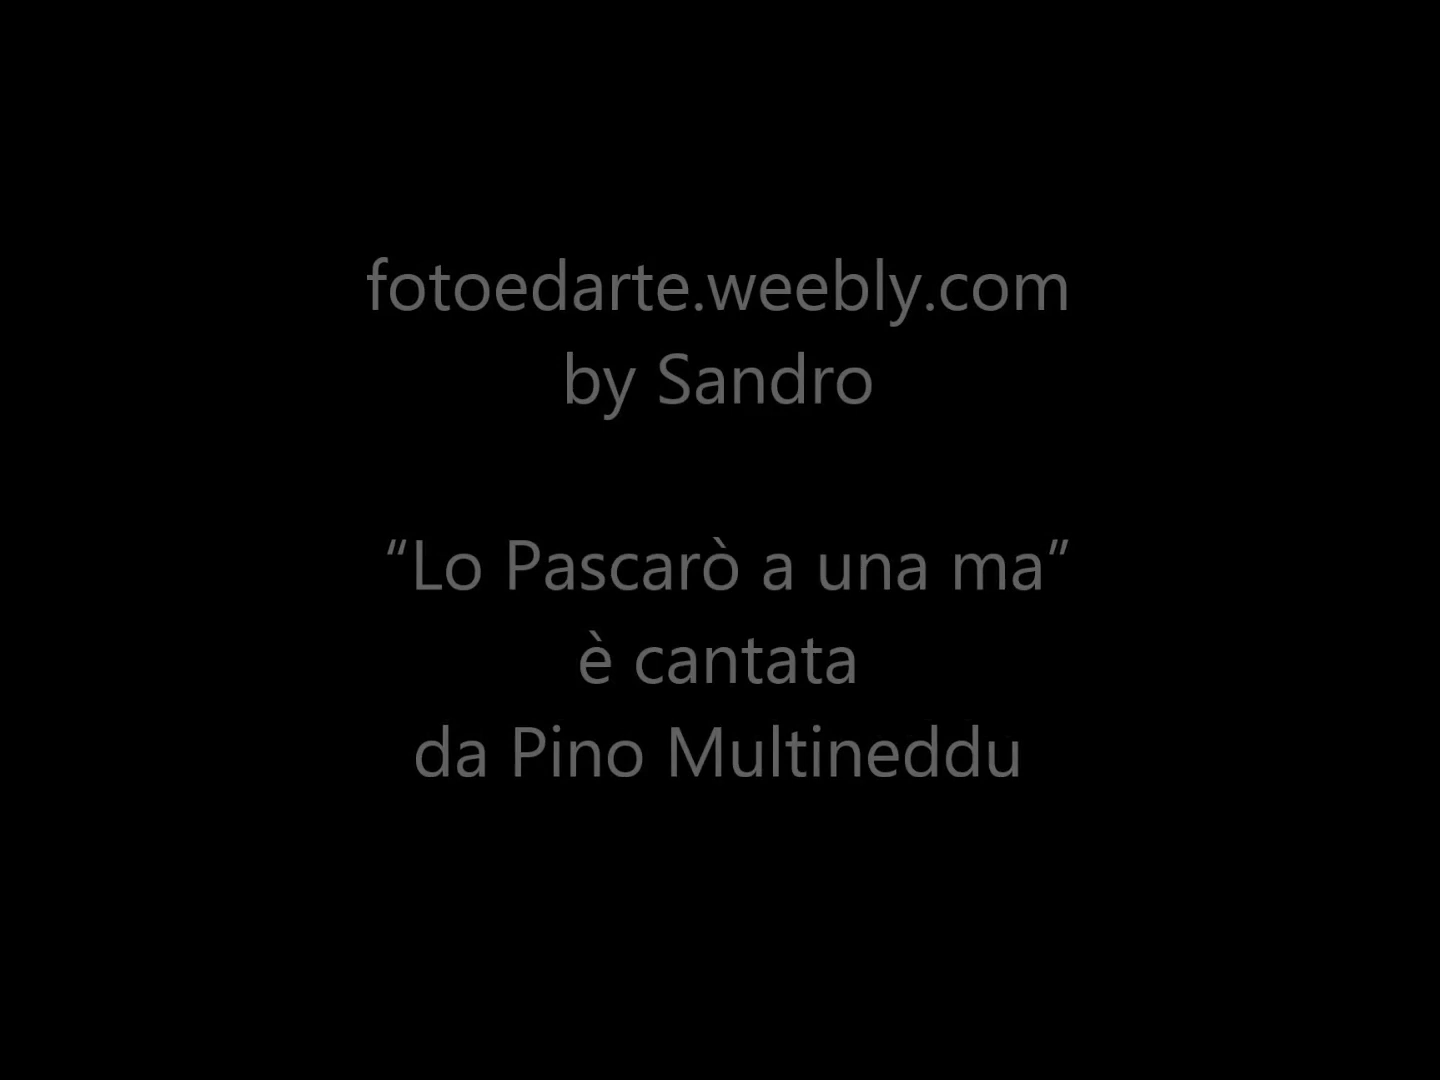 fotoedarte.weebly.com
by Sandro
“Lo Pascarò a una ma”
è cantata
da Pino Multineddu